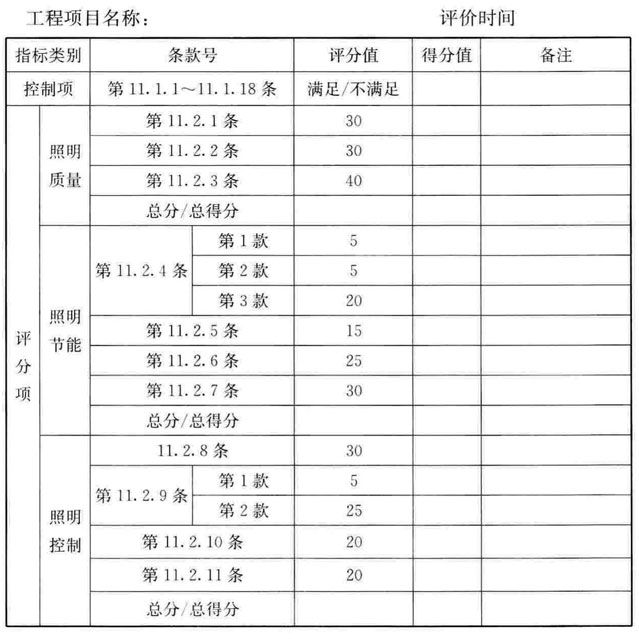 工程项目名称： 评价时间
指标类别 条款号 评分值 得分值 备注
控制项 第 11.1.1～11.1.18 条 满足/不满足
评分项
照明质量
第 11.2.1 条 30
第 11.2.2 条 30
第 11.2.3 条 40
总分/总得分
照明节能
第 11.2.4 条
第 1 款 5
第 2 款 5
第 3 款 20
第 11.2.5 条 15
第 11.2.6 条 25
第 11.2.7 条 30
总分/总得分
照明控制
11.2.8 条 30
第 11.2.9 条
第 1 款 5
第 2 款 25
第 11.2.10 条 20
第 11.2.11 条 20
总分/总得分